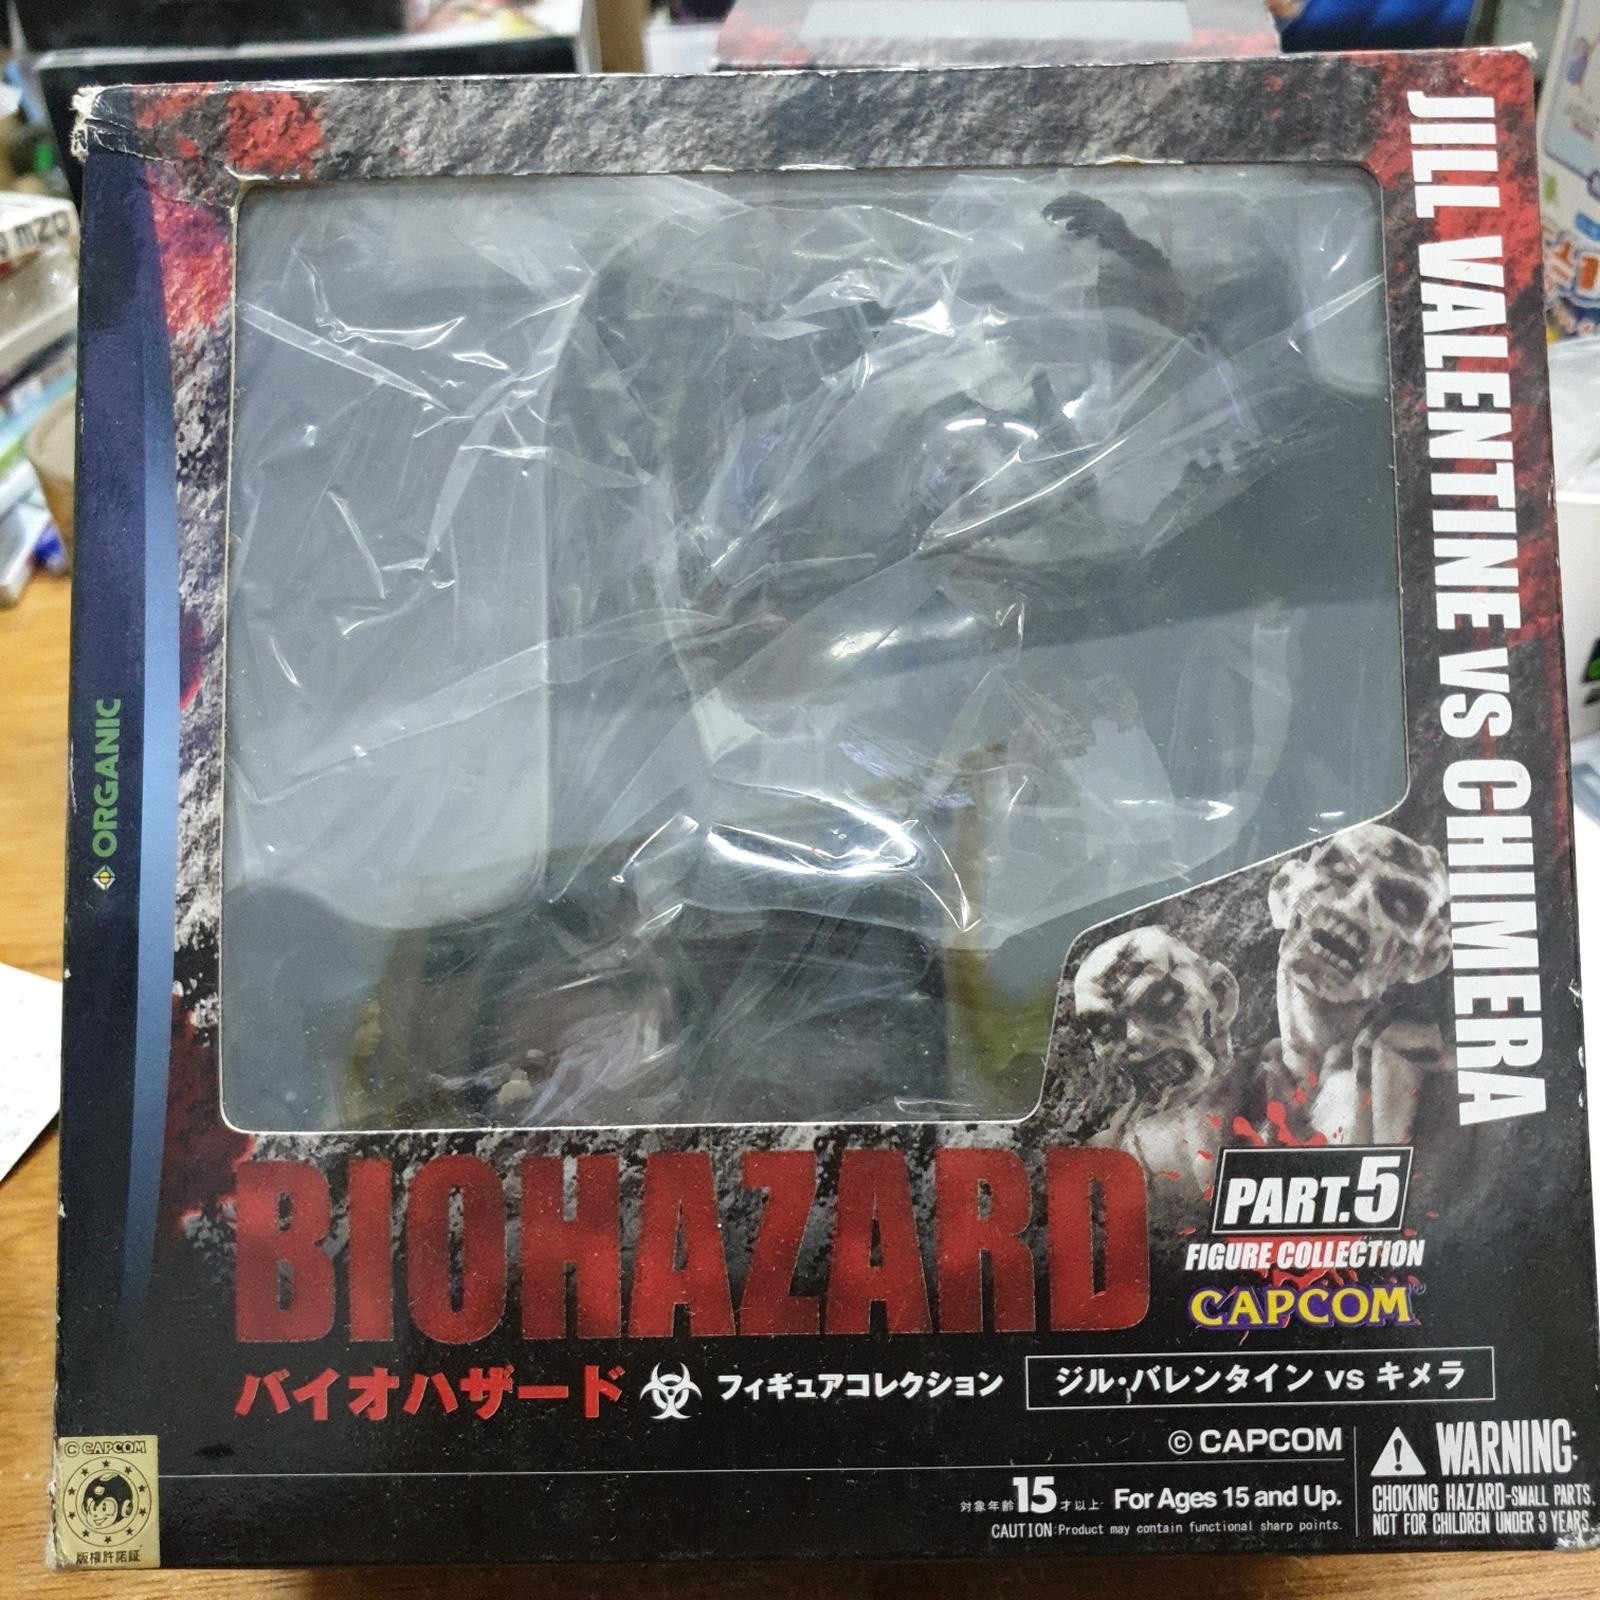 JILL VALENTINE VS CHIMERA
ORGANIC
BIOHAZARD
PART.5
FIGURE COLLECTION
CAPCOM
バイオハザード フィギュアコレクション
ジル・バレンタイン vs キメラ
© CAPCOM
対象年齢15才以上 For Ages 15 and Up.
CAUTION:Product may contain functional sharp points.
WARNING:
CHOKING HAZARD-SMALL PARTS.
NOT FOR CHILDREN UNDER 3 YEARS.
© CAPCOM
版権許諾証